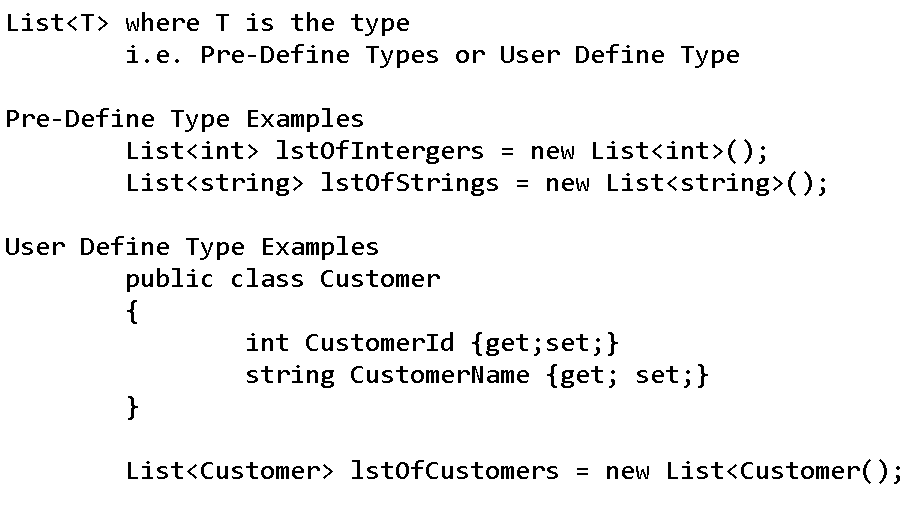 List<T> where T is the type
i.e. Pre-Define Types or User Define Type
Pre-Define Type Examples
List<int> lstOfIntergers = new List<int>();
List<string> lstOfStrings = new List<string>();
User Define Type Examples
public class Customer
{
int CustomerId {get;set;}
string CustomerName {get; set;}
}
List<Customer> lstOfCustomers = new List<Customer();